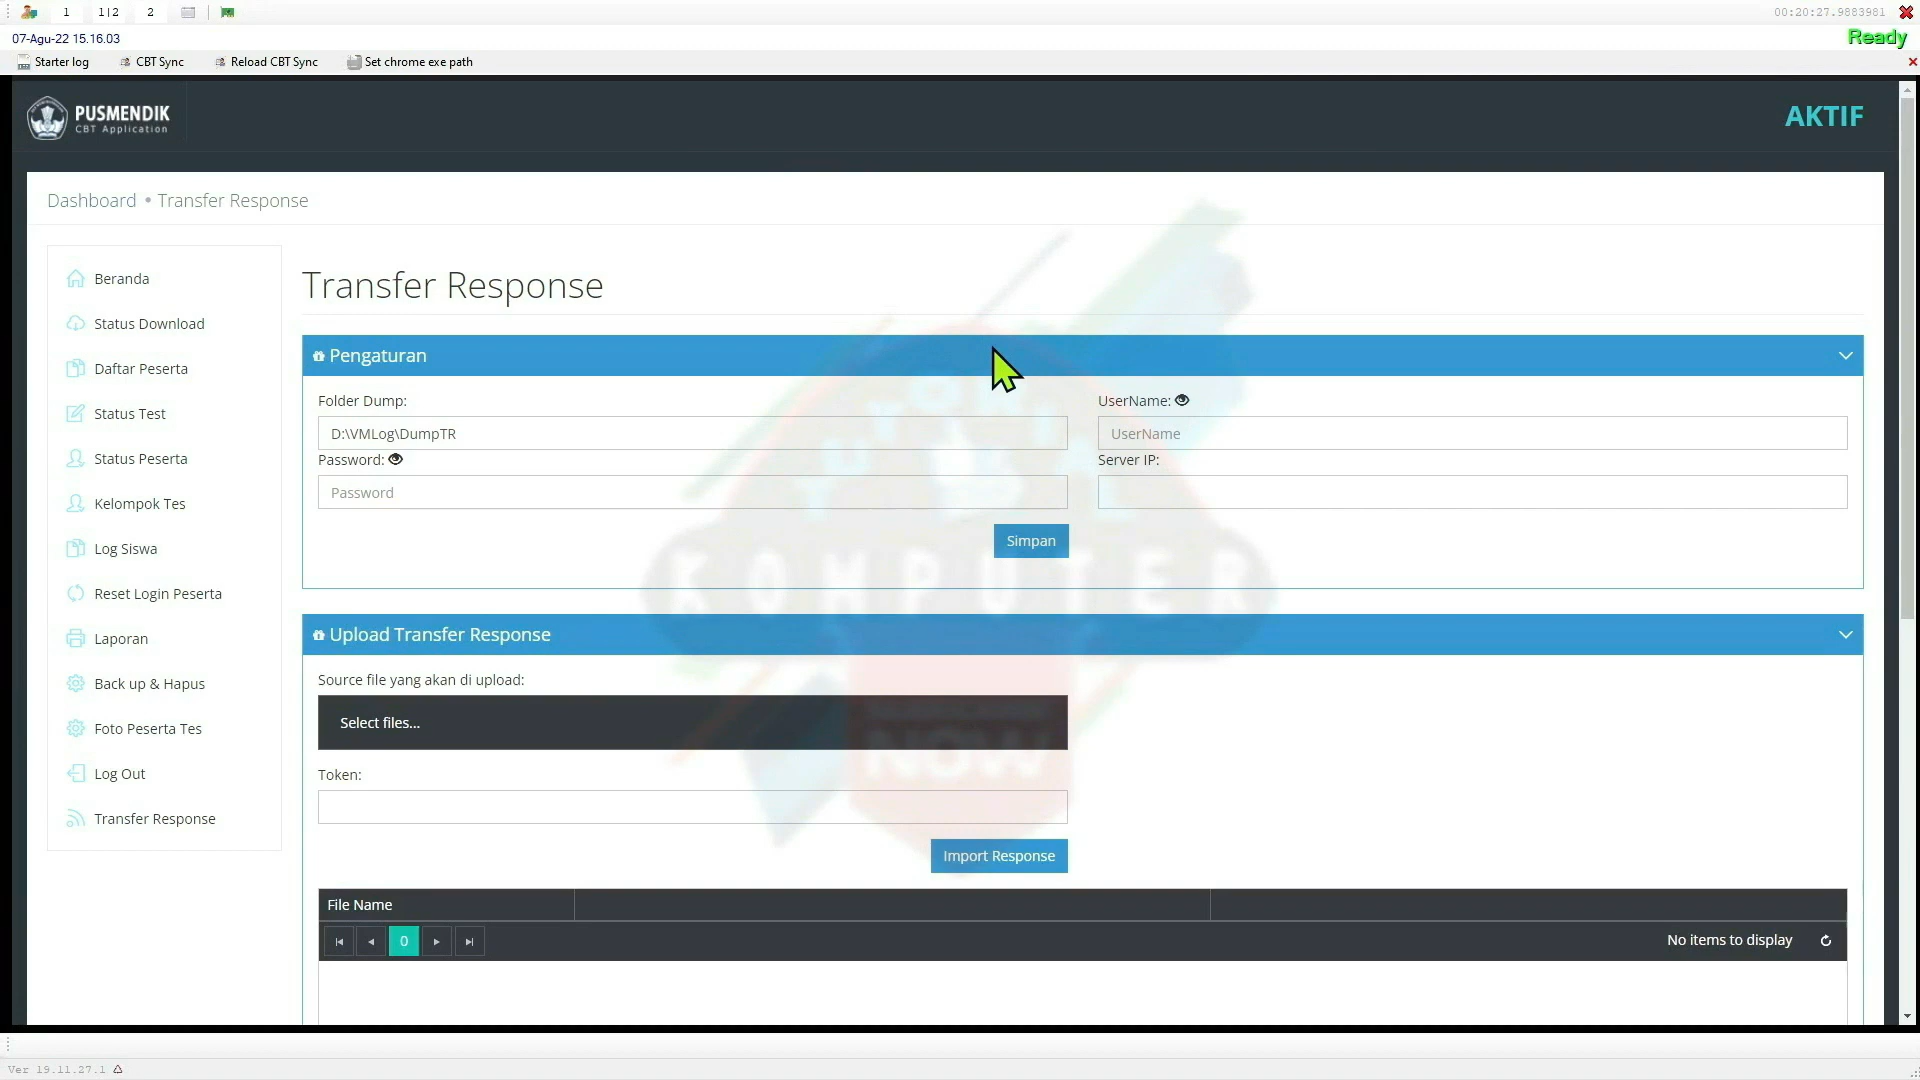 1 1|2 2 00:20:27.9883981
07-Agu-22 15.16.03 Ready
Starter log CBT Sync Reload CBT Sync Set chrome exe path
PUSMENDIK
CBT Application
AKTIF
Dashboard • Transfer Response
Beranda
Status Download
Daftar Peserta
Status Test
Status Peserta
Kelompok Tes
Log Siswa
Reset Login Peserta
Laporan
Back up & Hapus
Foto Peserta Tes
Log Out
Transfer Response
Transfer Response
Pengaturan
Folder Dump: UserName:
D:\VMLog\DumpTR UserName
Password: Server IP:
Password
Simpan
KOMPUTER
Upload Transfer Response
Source file yang akan di upload:
Select files...
NOW
Token:
Import Response
File Name
0 No items to display
Ver 19.11.27.1